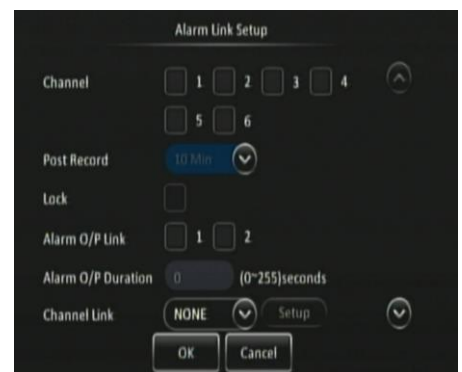 Alarm Link Setup
Channel 1 2 3 4
5 6
Post Record 10 Min
Lock
Alarm O/P Link 1 2
Alarm O/P Duration 0 (0~255)seconds
Channel Link NONE Setup
OK Cancel